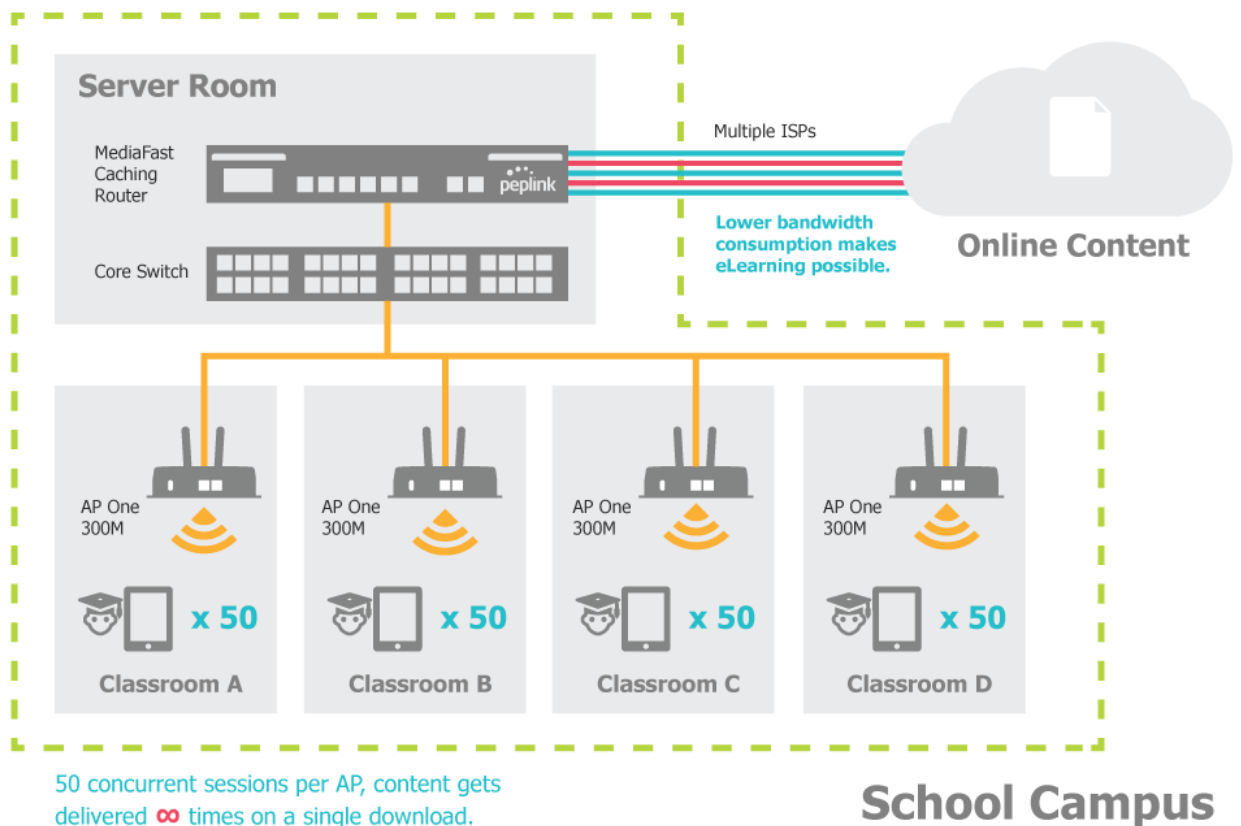 Server Room
MediaFast
Caching
Router
peplink
Core Switch
Multiple ISPs
Lower bandwidth
consumption makes
eLearning possible.
Online Content
AP One
300M
x 50
Classroom A
AP One
300M
x 50
Classroom B
AP One
300M
x 50
Classroom C
AP One
300M
x 50
Classroom D
50 concurrent sessions per AP, content gets
delivered ∞ times on a single download.
School Campus